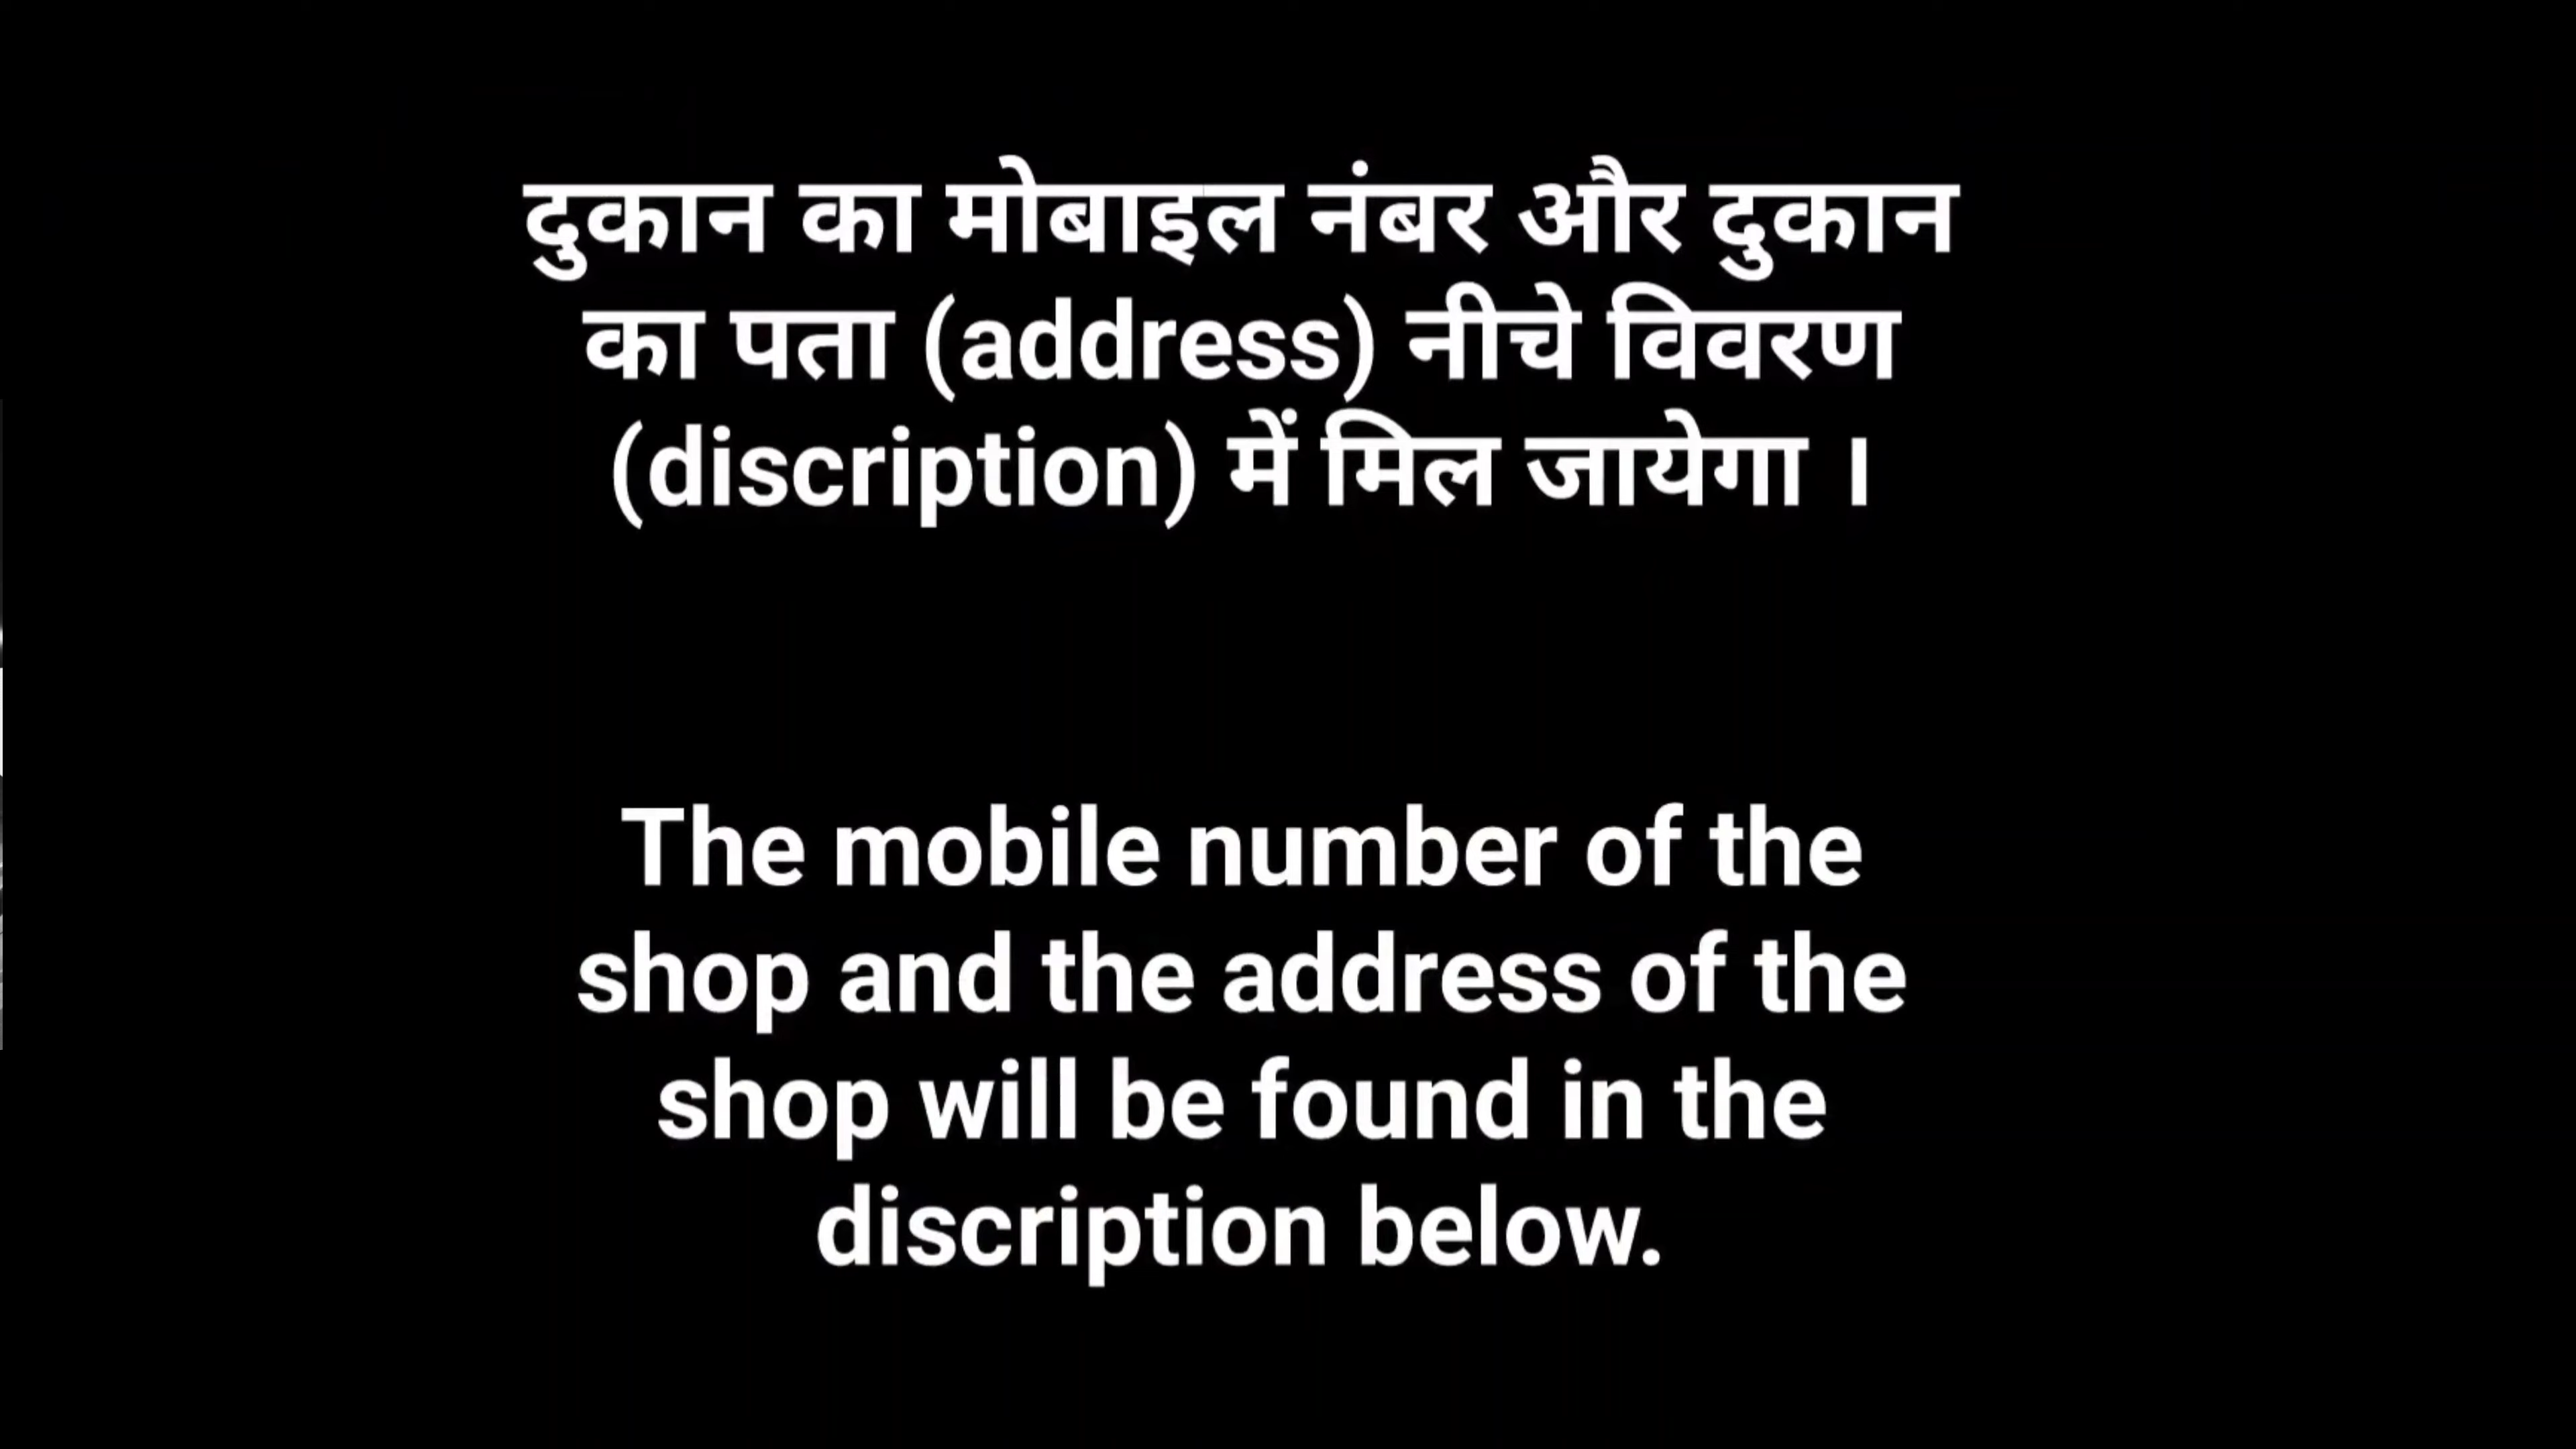 दुकान का मोबाइल नंबर और दुकान
का पता (address) नीचे विवरण
(discription) में मिल जायेगा ।
The mobile number of the
shop and the address of the
shop will be found in the
discription below.